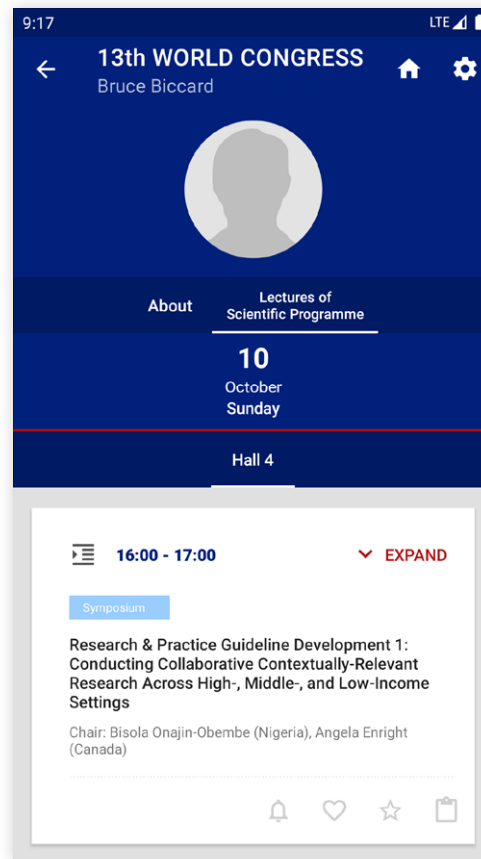 9:17 LTE
13th WORLD CONGRESS
Bruce Biccard
About
Lectures of
Scientific Programme
10
October
Sunday
Hall 4
16:00 - 17:00 EXPAND
Symposium
Research & Practice Guideline Development 1:
Conducting Collaborative Contextually-Relevant
Research Across High-, Middle-, and Low-Income
Settings
Chair: Bisola Onajin-Obembe (Nigeria), Angela Enright
(Canada)